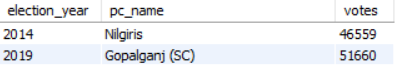 election_year pc_name votes
2014 Nilgiris 46559
2019 Gopalganj (SC) 51660